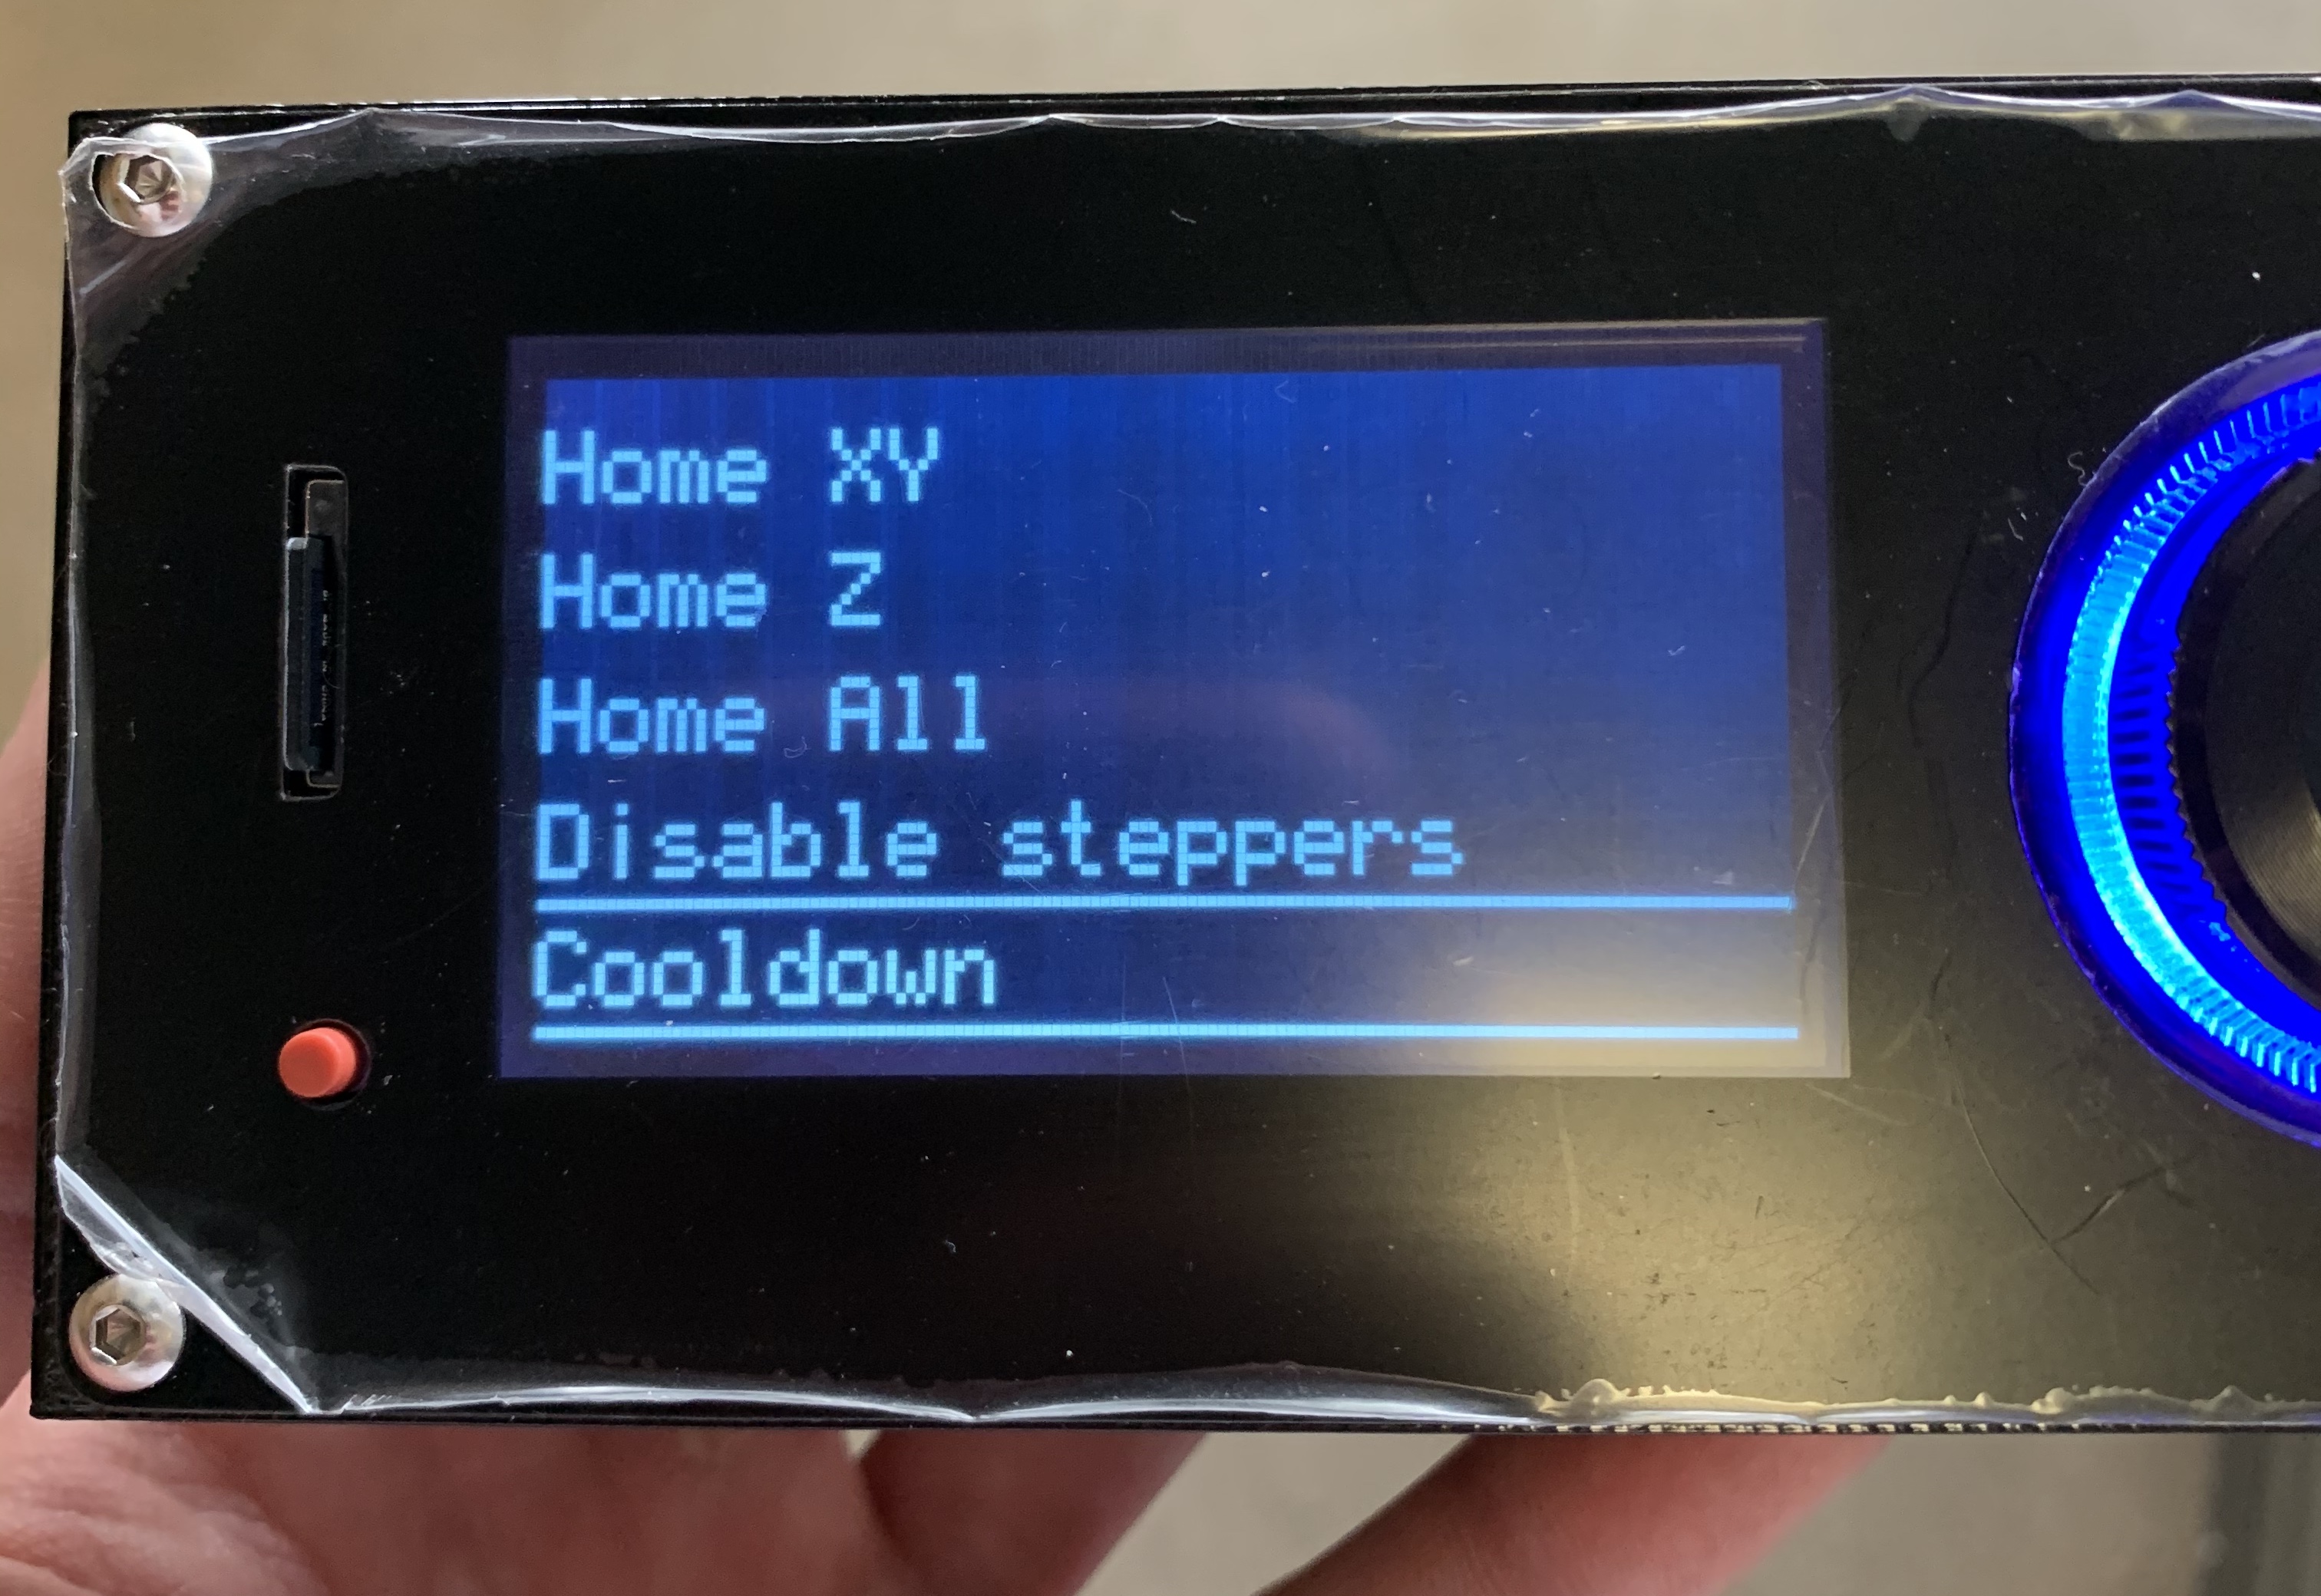 Home XY
Home Z
Home All
Disable steppers
Cooldown